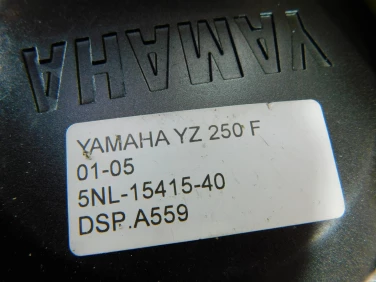 YAMAHA
YAMAHA YZ 250 F
01-05
5NL-15415-40
DSP.A559